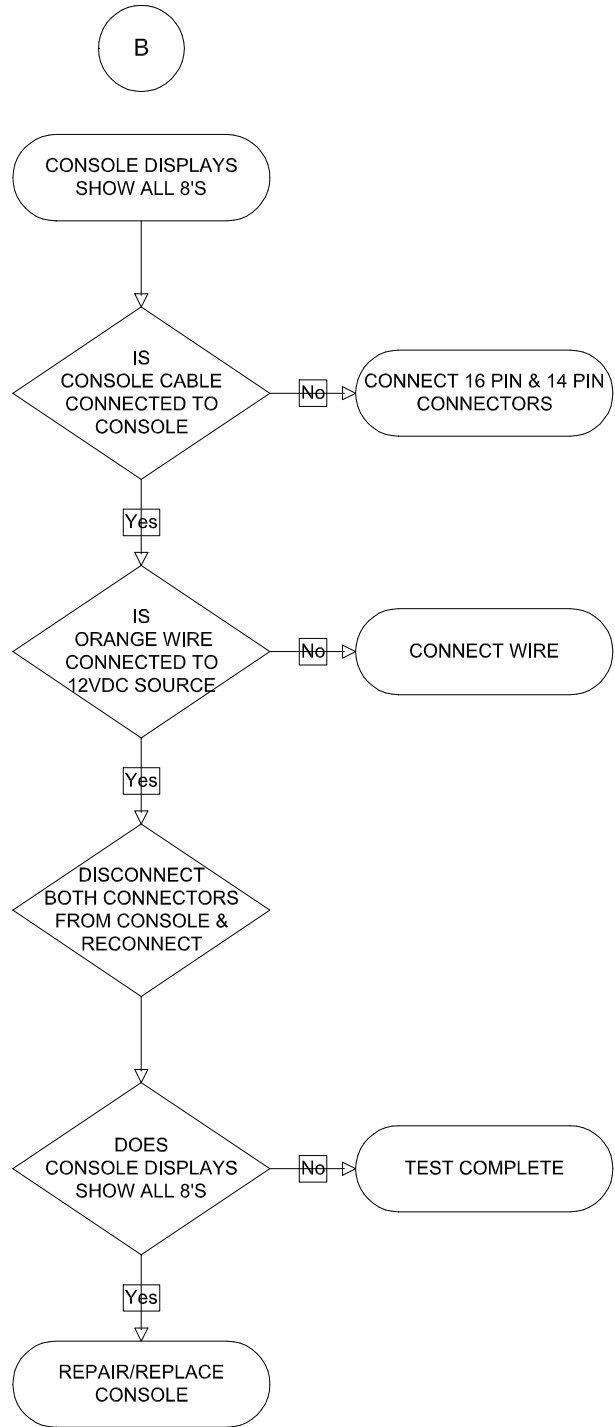 B
CONSOLE DISPLAYS
SHOW ALL 8'S
IS
CONSOLE CABLE
CONNECTED TO
CONSOLE
No
CONNECT 16 PIN & 14 PIN
CONNECTORS
Yes
IS
ORANGE WIRE
CONNECTED TO
12VDC SOURCE
No
CONNECT WIRE
Yes
DISCONNECT
BOTH CONNECTORS
FROM CONSOLE &
RECONNECT
DOES
CONSOLE DISPLAYS
SHOW ALL 8'S
No
TEST COMPLETE
Yes
REPAIR/REPLACE
CONSOLE